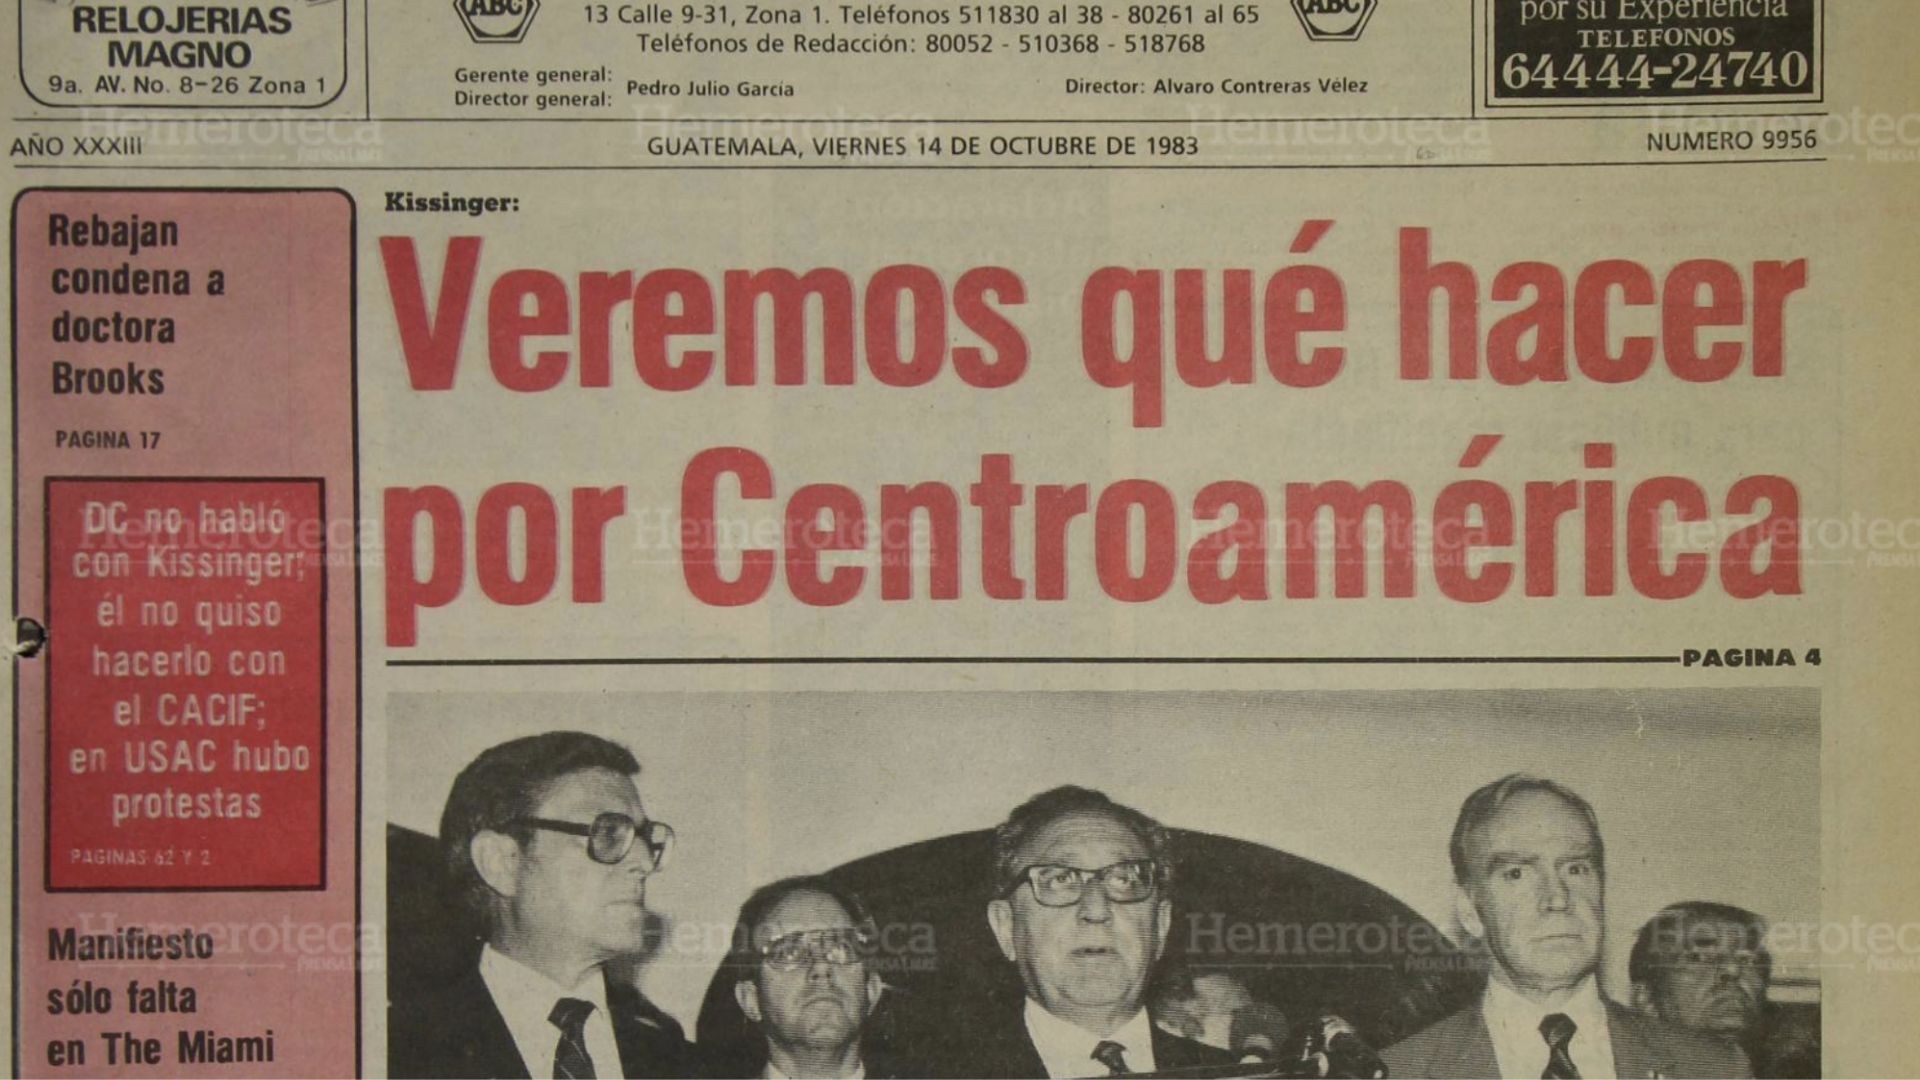 RELOJERIAS
MAGNO
9a. AV. No. 8-26 Zona 1
ABC
13 Calle 9-31, Zona 1. Teléfonos 511830 al 38 - 80261 al 65
Teléfonos de Redacción: 80052 - 510368 - 518768
Gerente general:
Director general:
Pedro Julio García
Director: Alvaro Contreras Vélez
ABC
por su Experiencia
TELEFONOS
64444-24740
AÑO XXXIII
GUATEMALA, VIERNES 14 DE OCTUBRE DE 1983
NUMERO 9956
Rebajan
condena a
doctora
Brooks
PAGINA 17
DC no habló
con Kissinger;
él no quiso
hacerlo con
el CACIF;
en USAC hubo
protestas
PAGINAS 62 Y 2
Manifiesto
sólo falta
en The Miami
Kissinger:
Veremos qué hacer
por Centroamérica
PAGINA 4
Hemeroteca
PRENSA LIBRE